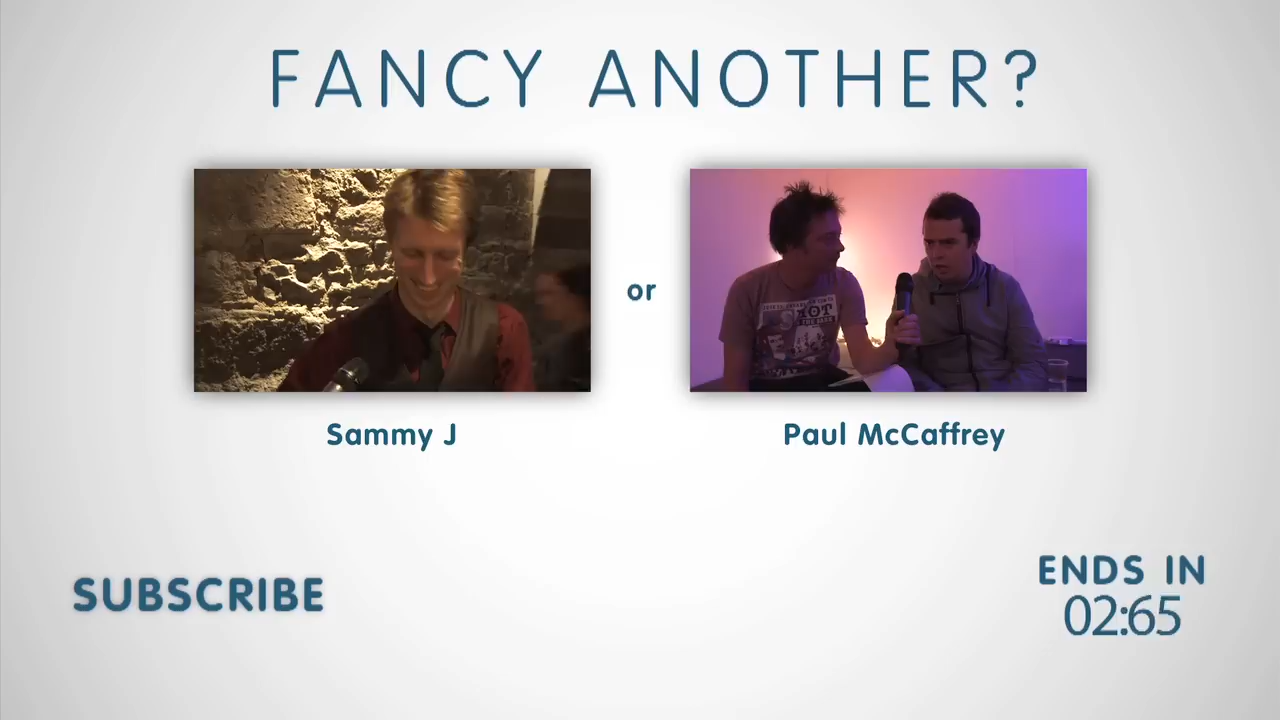 FANCY ANOTHER?
or
Sammy J
Paul McCaffrey
SUBSCRIBE
ENDS IN
02:65